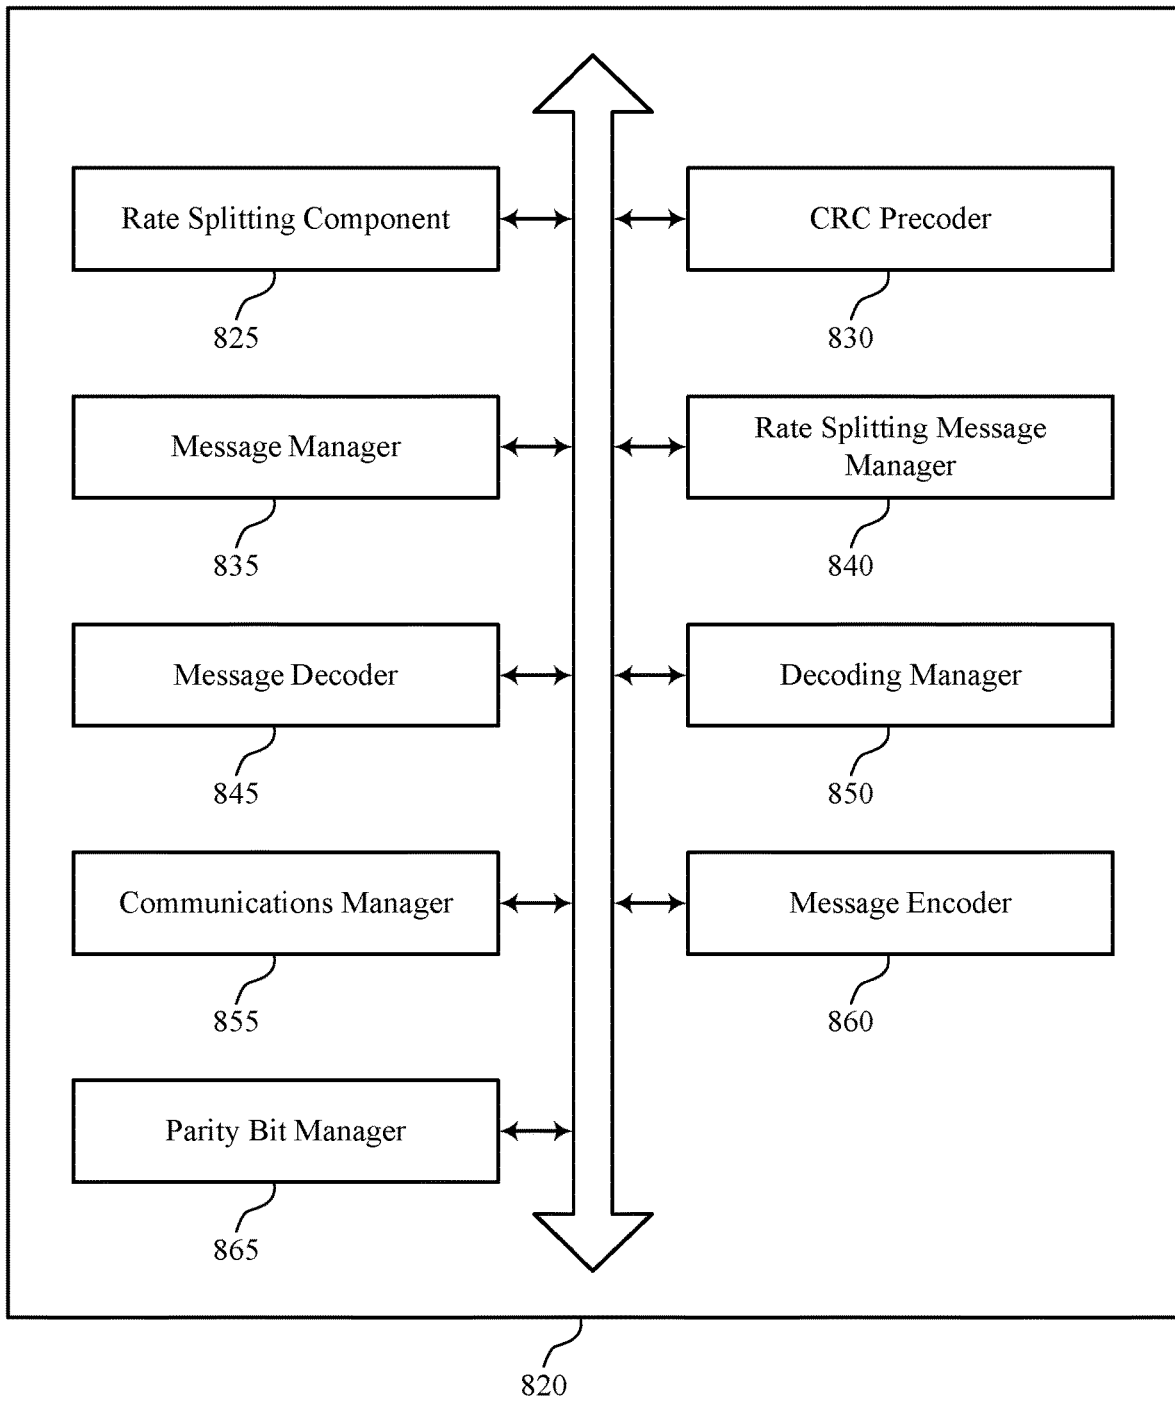 Rate Splitting Component
825
CRC Precoder
830
Message Manager
835
Rate Splitting Message
Manager
840
Message Decoder
845
Decoding Manager
850
Communications Manager
855
Message Encoder
860
Parity Bit Manager
865
820